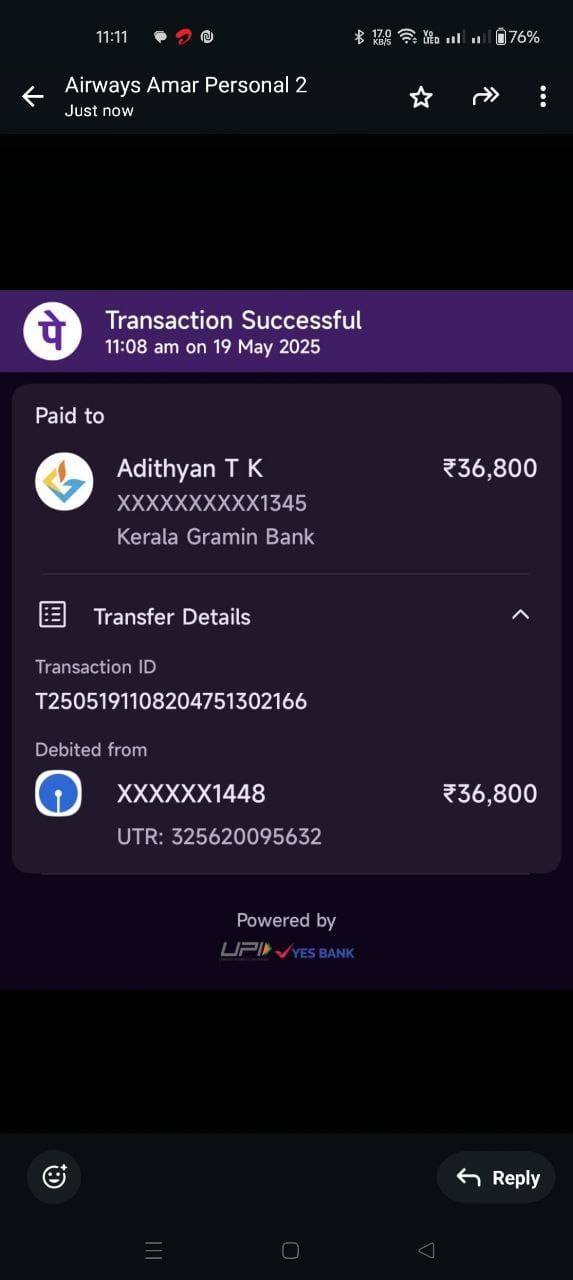 11:11
17.0 KB/S
76%
Airways Amar Personal 2
Just now
पे
Transaction Successful
11:08 am on 19 May 2025
Paid to
Adithyan T K
₹36,800
XXXXXXXXXX1345
Kerala Gramin Bank
Transfer Details
Transaction ID
T2505191108204751302166
Debited from
XXXXXX1448
₹36,800
UTR: 325620095632
Powered by
UPI YES BANK
Reply